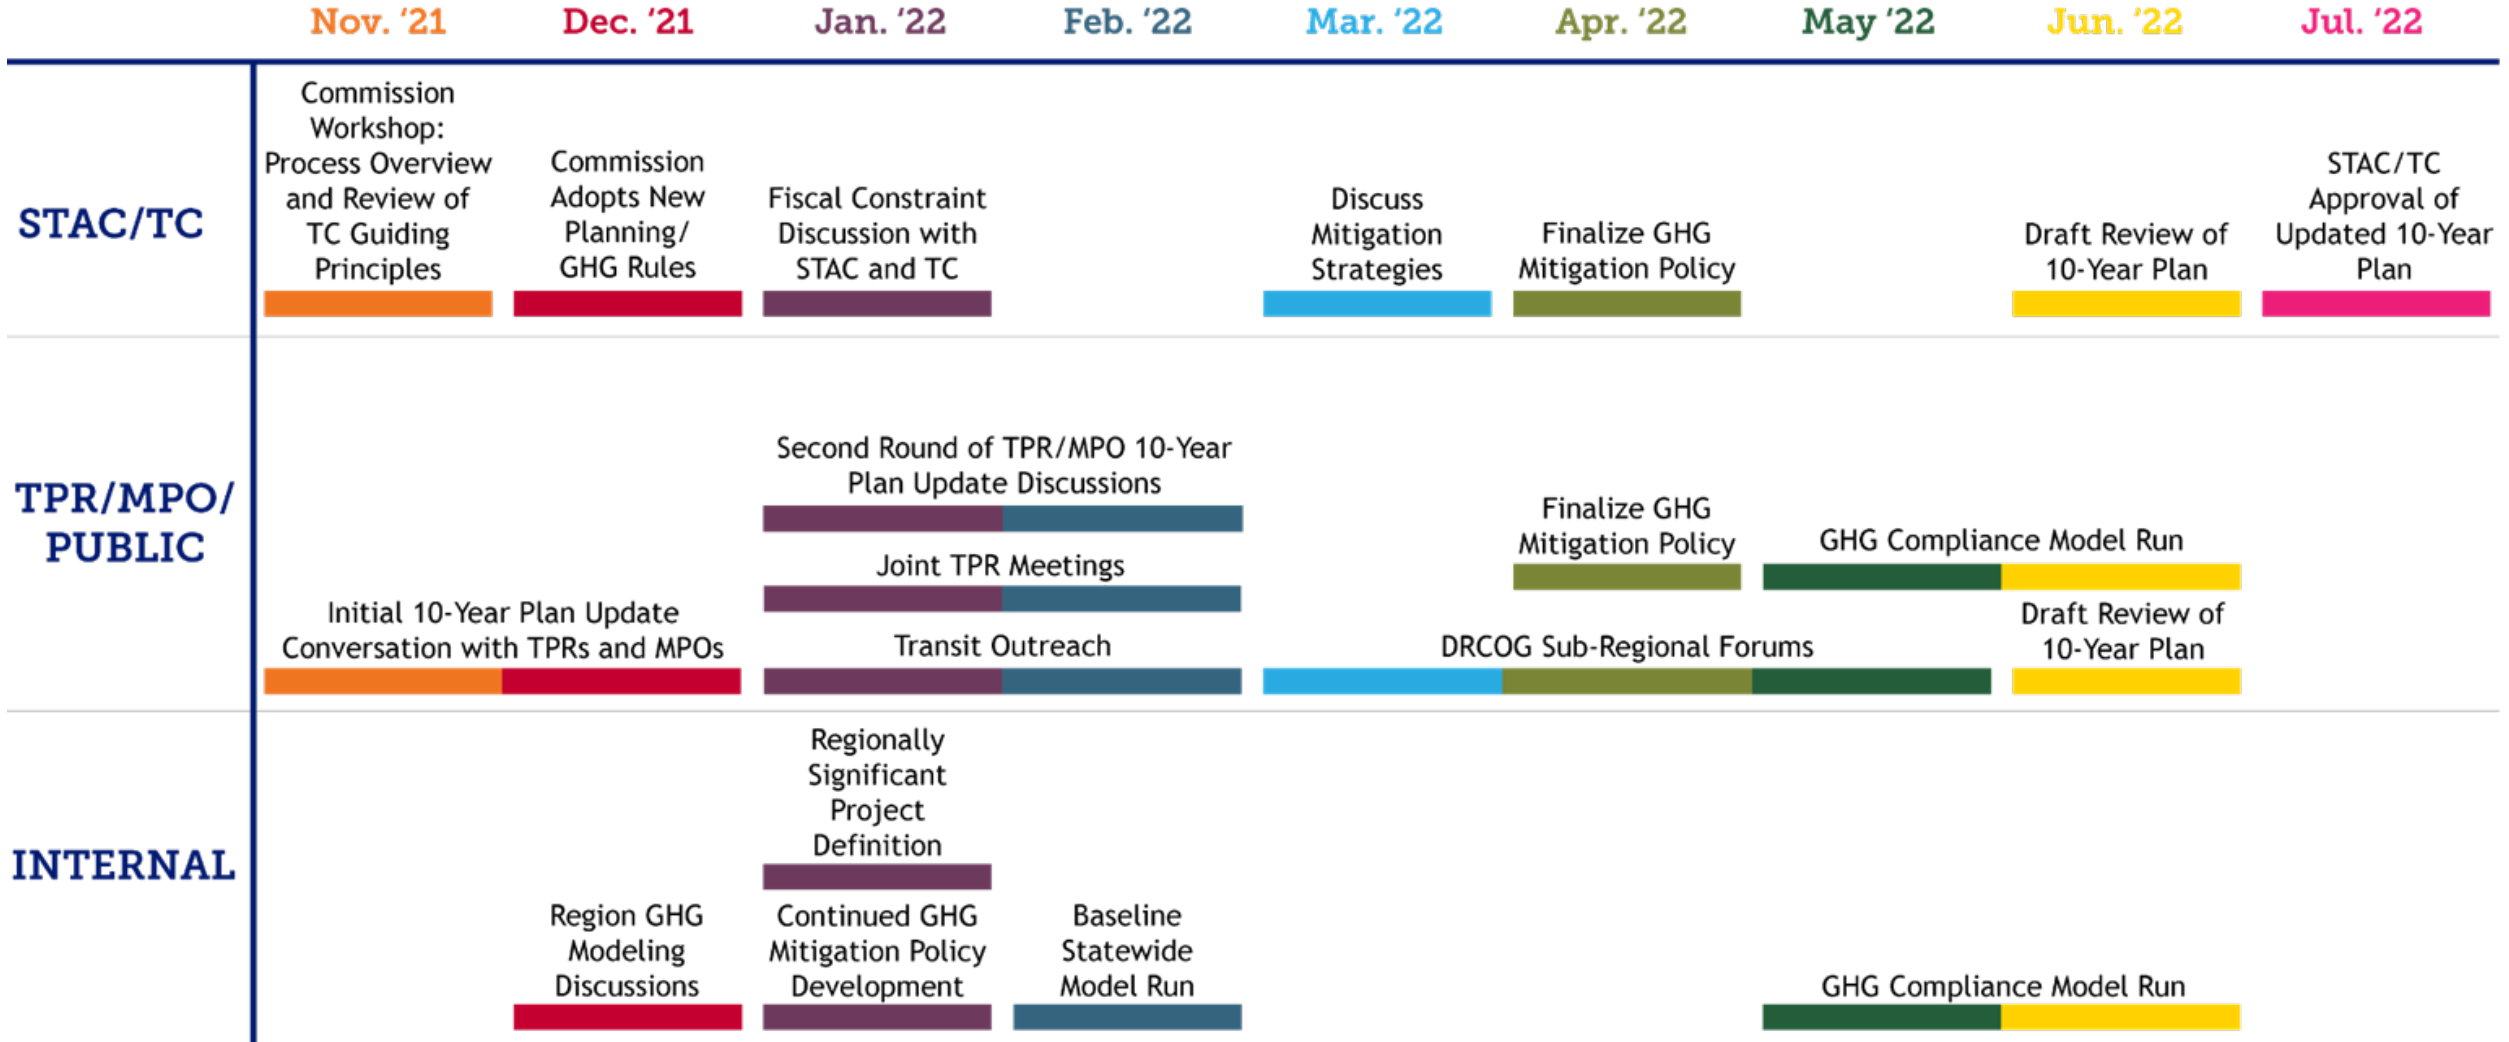 Nov. ‘21
Dec. ‘21
Jan. ‘22
Feb. ‘22
Mar. ‘22
Apr. ‘22
May ‘22
Jun. ‘22
Jul. ‘22
STAC/TC
Commission
Workshop:
Process Overview
and Review of
TC Guiding
Principles
Commission
Adopts New
Planning/
GHG Rules
Fiscal Constraint
Discussion with
STAC and TC
Discuss
Mitigation
Strategies
Finalize GHG
Mitigation Policy
Draft Review of
10-Year Plan
STAC/TC
Approval of
Updated 10-Year
Plan
TPR/MPO/
PUBLIC
Initial 10-Year Plan Update
Conversation with TPRs and MPOs
Second Round of TPR/MPO 10-Year
Plan Update Discussions
Joint TPR Meetings
Transit Outreach
Finalize GHG
Mitigation Policy
DRCOG Sub-Regional Forums
GHG Compliance Model Run
Draft Review of
10-Year Plan
INTERNAL
Region GHG
Modeling
Discussions
Regionally
Significant
Project
Definition
Continued GHG
Mitigation Policy
Development
Baseline
Statewide
Model Run
GHG Compliance Model Run